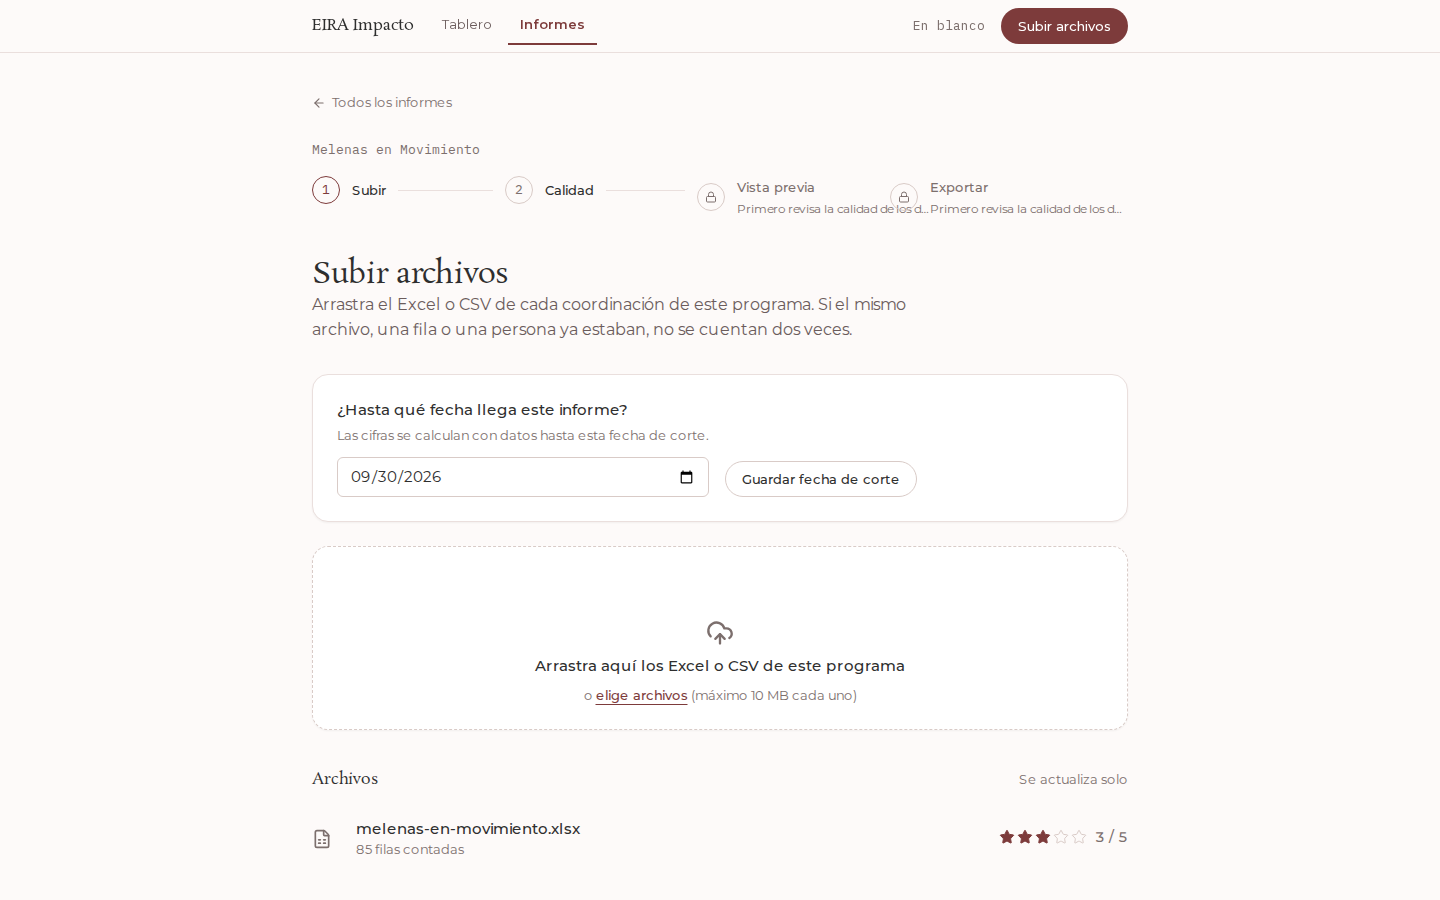 EIRA Impacto
Tablero
Informes
En blanco
Subir archivos
Todos los informes
Melenas en Movimiento
1 Subir
2 Calidad
Vista previa
Primero revisa la calidad de los d...
Exportar
Primero revisa la calidad de los d...
Subir archivos
Arrastra el Excel o CSV de cada coordinación de este programa. Si el mismo
archivo, una fila o una persona ya estaban, no se cuentan dos veces.
¿Hasta qué fecha llega este informe?
Las cifras se calculan con datos hasta esta fecha de corte.
09/30/2026
Guardar fecha de corte
Arrastra aquí los Excel o CSV de este programa
o elige archivos (máximo 10 MB cada uno)
Archivos
Se actualiza solo
melenas-en-movimiento.xlsx
85 filas contadas
3 / 5